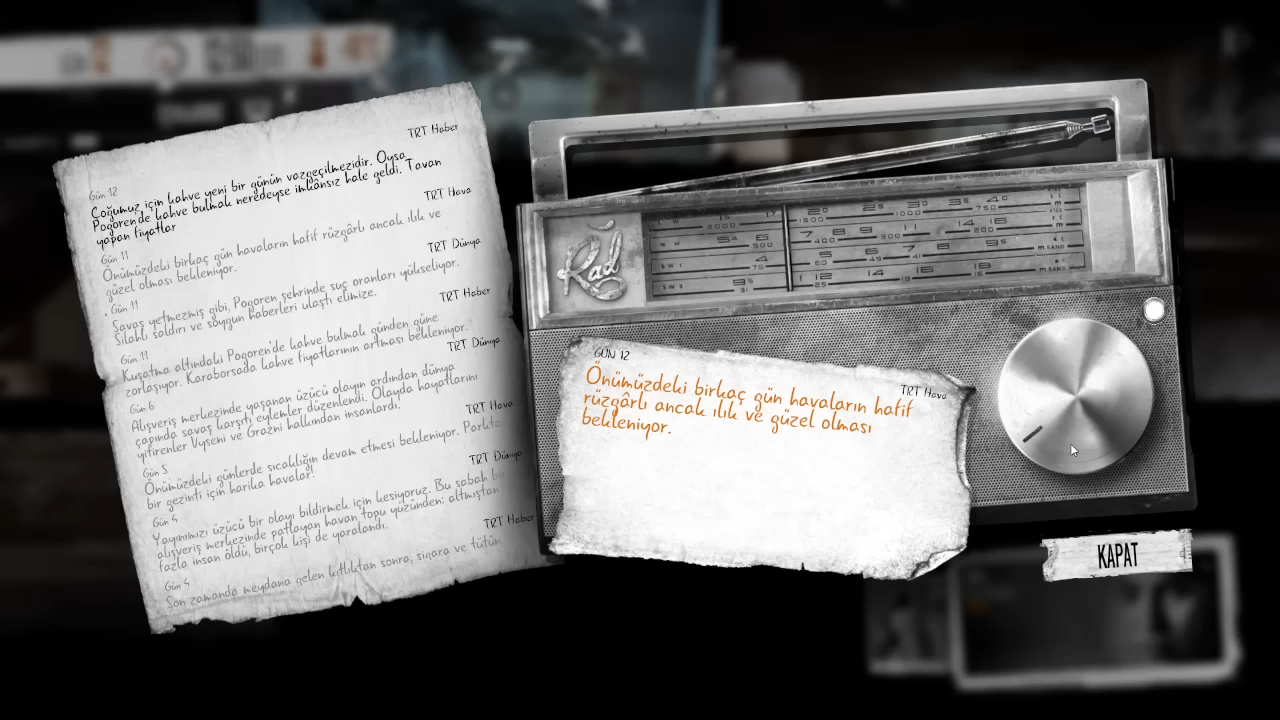 TRT Haber
Gün 12
Çoğumuz için kahve yeni bir günün vazgeçilmezidir. Oysa
Pogoren'de kahve bulmak neredeyse imkânsız hale geldi. Tavan
yapan fiyatlar
TRT Hava
Gün 11
Önümüzdeki birkaç gün havaların hafif rüzgârlı ancak ılık ve
güzel olması bekleniyor.
TRT Dünya
Gün 11
Savaş yetmezmiş gibi, Pogoren şehrinde suç oranları yükseliyor.
Silahlı saldırı ve soygun haberleri ulaştı elimize.
TRT Haber
Gün 11
Kuşatma altındaki Pogoren'de kahve bulmak günden güne
zorlaşıyor. Karaborsada kahve fiyatlarının artması bekleniyor.
TRT Dünya
Gün 6
Alışveriş merkezinde yaşanan üzücü olayın ardından dünya
çapında savaş karşıtı eylemler düzenlendi. Olayda hayatlarını
yitirenler Vyseni ve Grazni halkından insanlardı.
TRT Hava
Gün 5
Önümüzdeki günlerde sıcaklığın devam etmesi bekleniyor. Parkta
bir gezinti için harika havalar!
TRT Dünya
Gün 4
Yayınımızı üzücü bir olayı bildirmek için kesiyoruz. Bu sabah bir
alışveriş merkezinde patlayan havan topu yüzünden; altmıştan
fazla insan öldü, birçok kişi de yaralandı.
TRT Haber
Gün 4
Son zamanda meydana gelen kıtlıktan sonra, sigara ve tütün
Rad
GÜN 12
TRT Hava
Önümüzdeki birkaç gün havaların hafif
rüzgârlı ancak ılık ve güzel olması
bekleniyor.
KAPAT